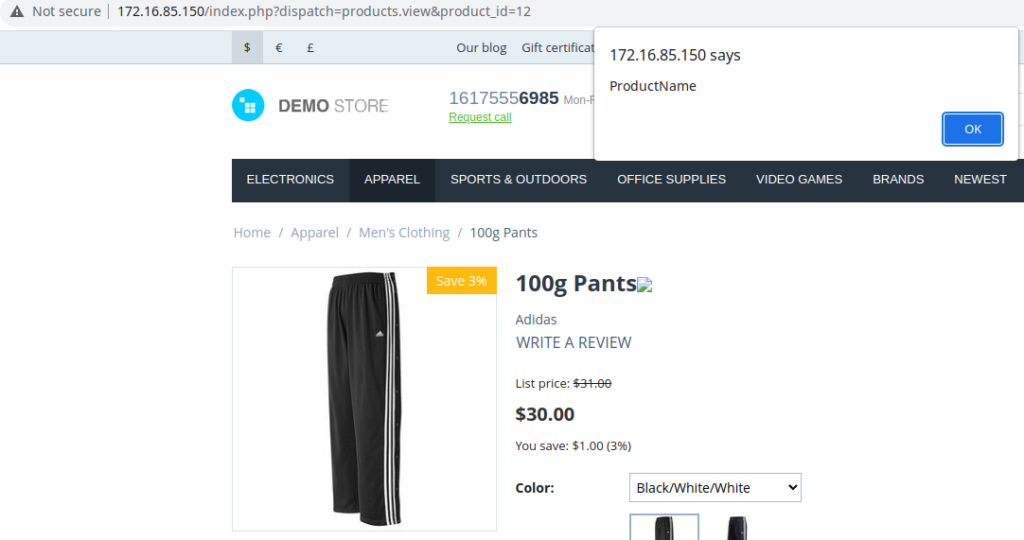 Not secure 172.16.85.150/index.php?dispatch=products.view&product_id=12
$ € £ Our blog Gift certificat
172.16.85.150 says
ProductName
OK
DEMO STORE
161755556985 Mon-F
Request call
ELECTRONICS APPAREL SPORTS & OUTDOORS OFFICE SUPPLIES VIDEO GAMES BRANDS NEWEST
Home / Apparel / Men's Clothing / 100g Pants
Save 3%
100g Pants
Adidas
WRITE A REVIEW
List price: $31.00
$30.00
You save: $1.00 (3%)
Color: Black/White/White